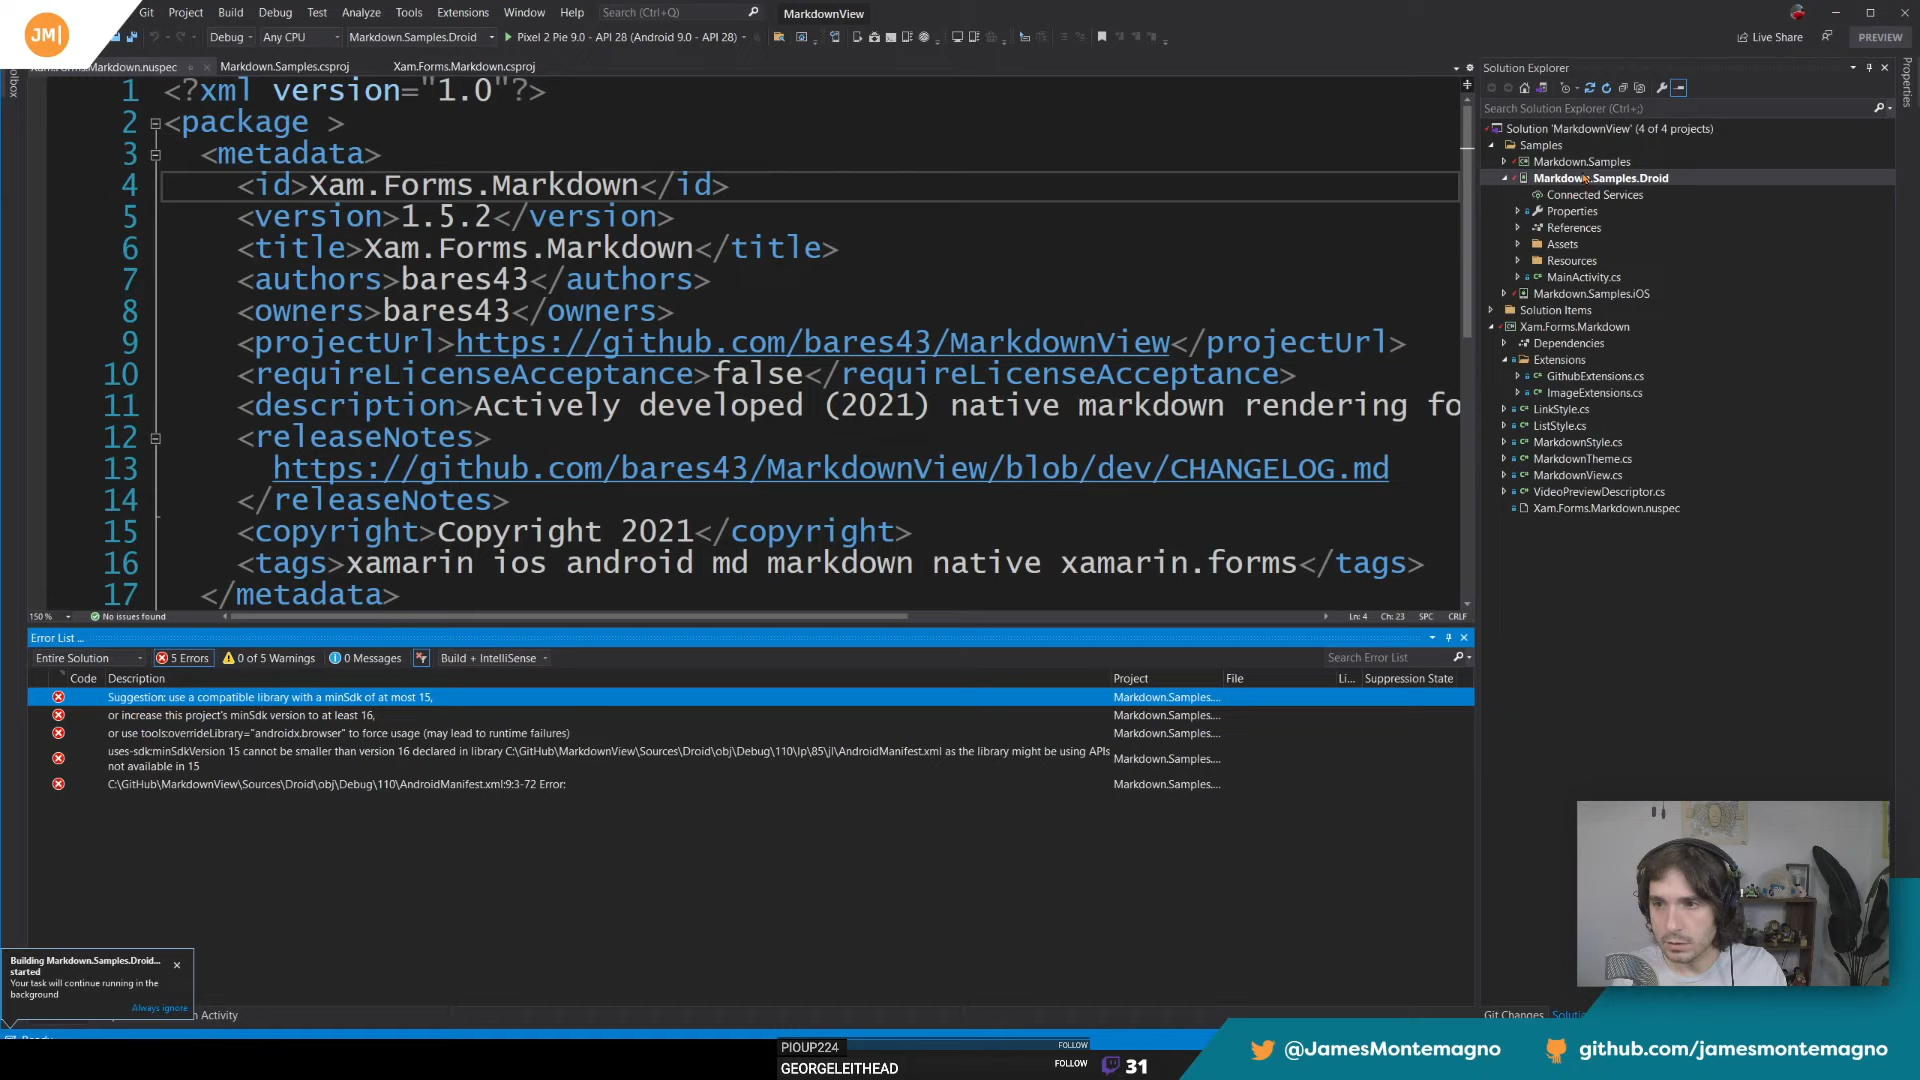 JM|
Git Project Build Debug Test Analyze Tools Extensions Window Help Search (Ctrl+Q) MarkdownView
Debug Any CPU Markdown.Samples.Droid Pixel 2 Pie 9.0 - API 28 (Android 9.0 - API 28) Live Share PREVIEW
Xam.Forms.Markdown.nuspec Markdown.Samples.csproj Xam.Forms.Markdown.csproj
Toolbox
1 <?xml version="1.0"?>
2 <package >
3 <metadata>
4 <id>Xam.Forms.Markdown</id>
5 <version>1.5.2</version>
6 <title>Xam.Forms.Markdown</title>
7 <authors>bares43</authors>
8 <owners>bares43</owners>
9 <projectUrl>https://github.com/bares43/MarkdownView</projectUrl>
10 <requireLicenseAcceptance>false</requireLicenseAcceptance>
11 <description>Actively developed (2021) native markdown rendering fo
12 <releaseNotes>
13 https://github.com/bares43/MarkdownView/blob/dev/CHANGELOG.md
14 </releaseNotes>
15 <copyright>Copyright 2021</copyright>
16 <tags>xamarin ios android md markdown native xamarin.forms</tags>
17 </metadata>
150 % No issues found Ln: 4 Ch: 23 SPC CRLF
Solution Explorer
Search Solution Explorer (Ctrl+;)
Solution 'MarkdownView' (4 of 4 projects)
Samples
Markdown.Samples
Markdown.Samples.Droid
Connected Services
Properties
References
Assets
Resources
MainActivity.cs
Markdown.Samples.iOS
Solution Items
Xam.Forms.Markdown
Dependencies
Extensions
GithubExtensions.cs
ImageExtensions.cs
LinkStyle.cs
ListStyle.cs
MarkdownStyle.cs
MarkdownTheme.cs
MarkdownView.cs
VideoPreviewDescriptor.cs
Xam.Forms.Markdown.nuspec
Properties
Error List ...
Entire Solution 5 Errors 0 of 5 Warnings 0 Messages Build + IntelliSense Search Error List
Code Description Project File Li... Suppression State
Suggestion: use a compatible library with a minSdk of at most 15, Markdown.Samples....
or increase this project's minSdk version to at least 16, Markdown.Samples....
or use tools:overrideLibrary="androidx.browser" to force usage (may lead to runtime failures) Markdown.Samples....
uses-sdk:minSdkVersion 15 cannot be smaller than version 16 declared in library C:\GitHub\MarkdownView\Sources\Droid\obj\Debug\110\lp\85\jl\AndroidManifest.xml as the library might be using APIs
not available in 15 Markdown.Samples....
C:\GitHub\MarkdownView\Sources\Droid\obj\Debug\110\AndroidManifest.xml:9:3-72 Error: Markdown.Samples....
Building Markdown.Samples.Droid...
started
Your task will continue running in the
background
Always ignore
Activity
Git Changes
PIOUP224 FOLLOW
GEORGELEITHEAD FOLLOW
31
@JamesMontemagno
github.com/jamesmontemagno